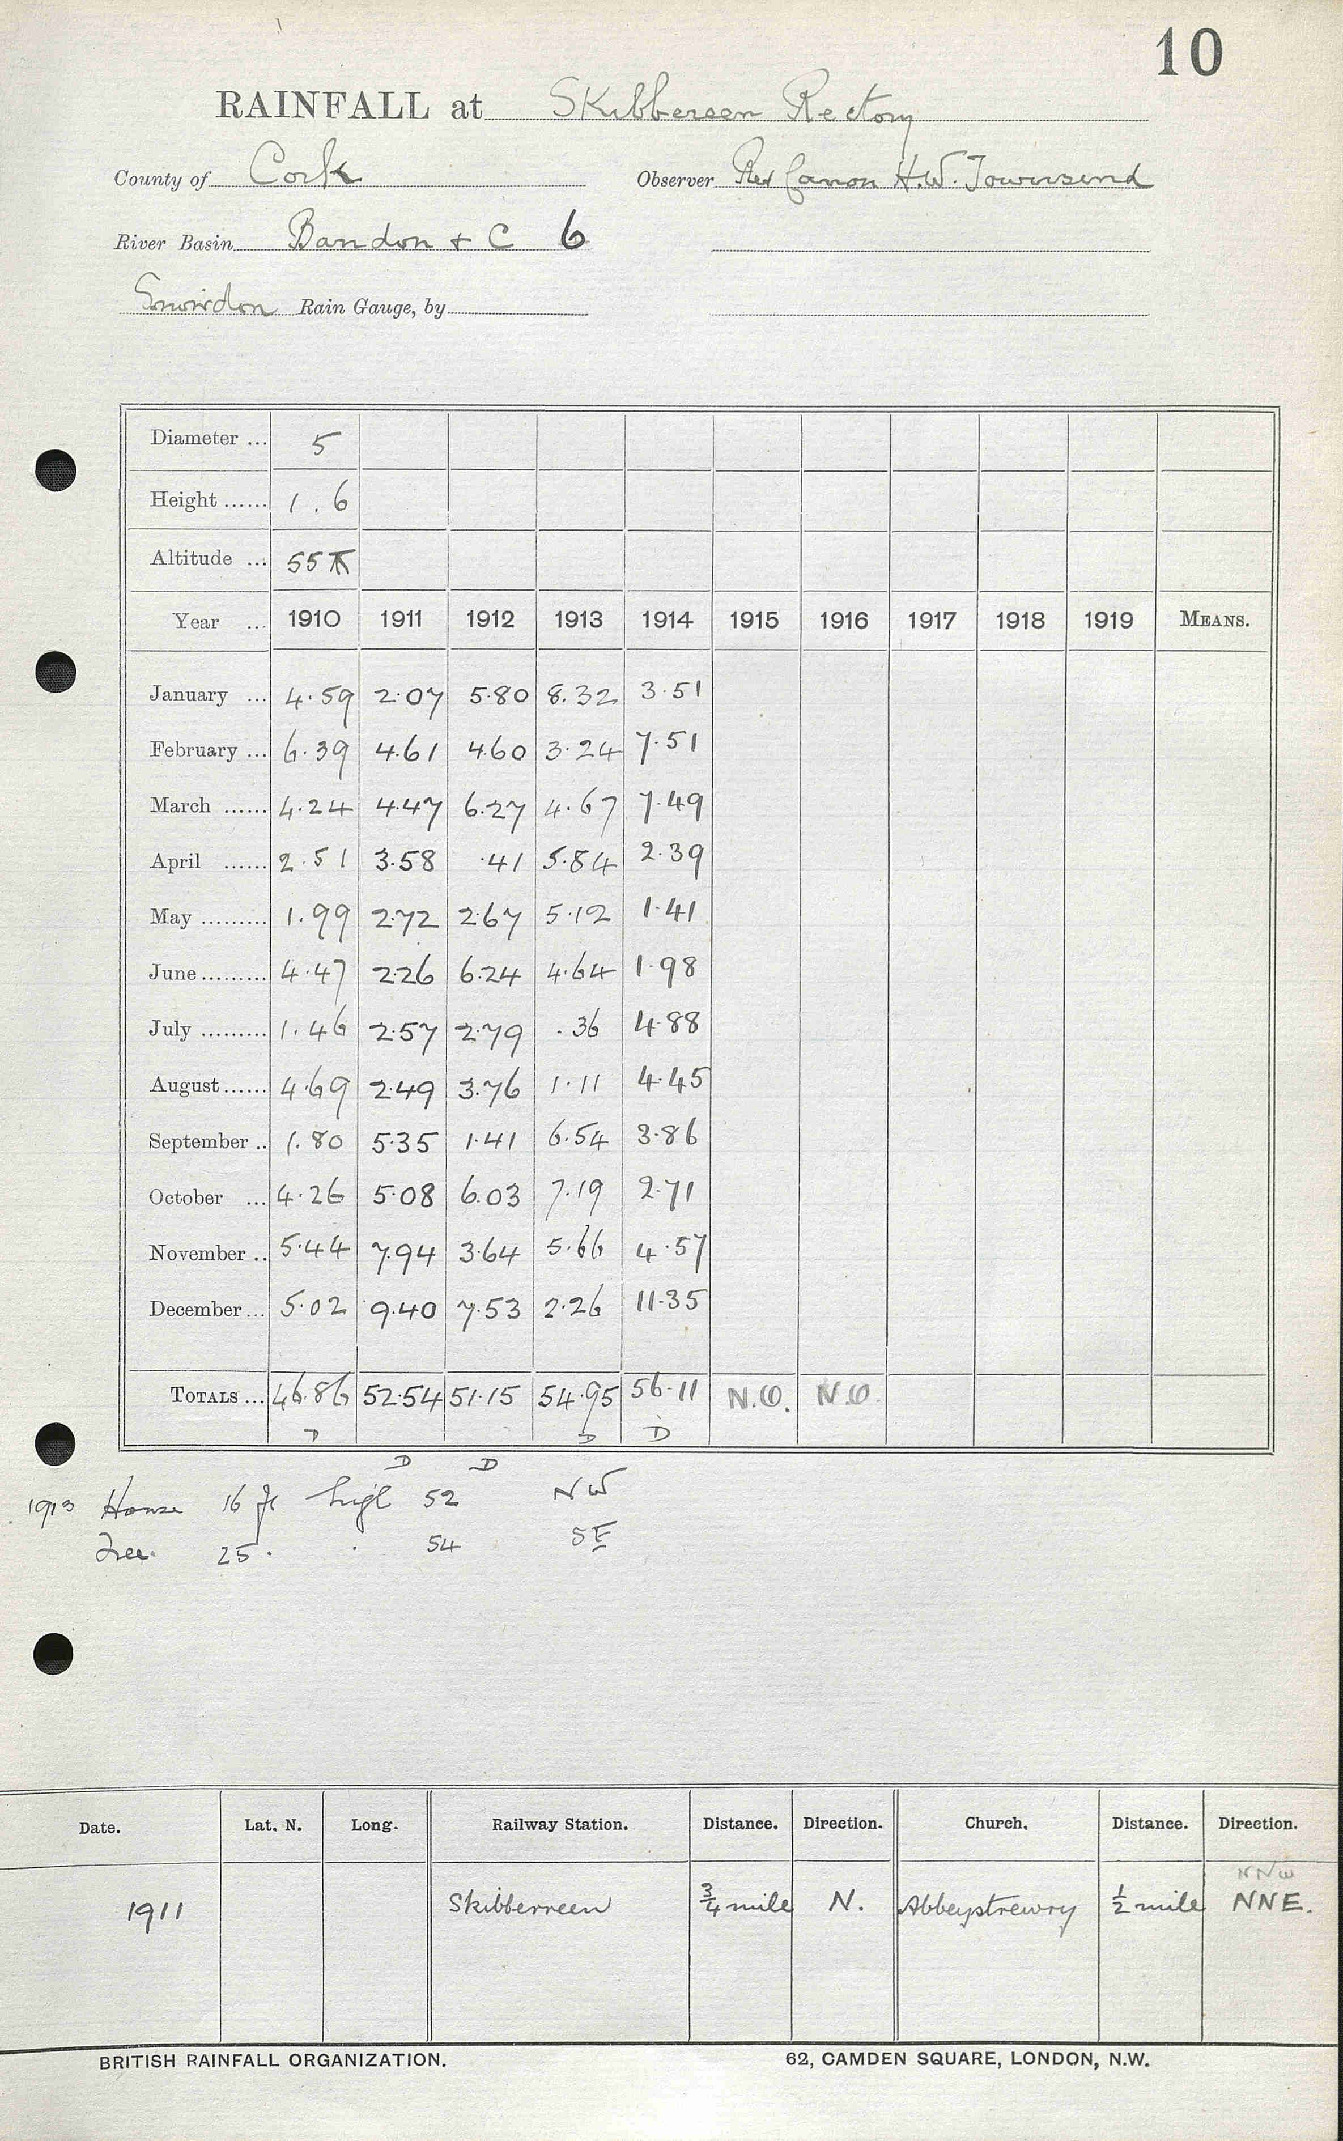 10
RAINFALL at Skibbereen Rectory
County of Cork Observer Rev Canon H.W. Townsend
River Basin Bandon + C 6
Snowdon Rain Gauge, by
Diameter ... 5
Height ...... 1 . 6
Altitude ... 55
Year ... 1910 1911 1912 1913 1914 1915 1916 1917 1918 1919 MEANS.
January ... 4.59 2.07 5.80 8.32 3.51
February ... 6.39 4.61 4.60 3.24 7.51
March ...... 4.24 4.47 6.27 4.67 7.49
April ...... 2.51 3.58 .41 5.84 2.39
May ......... 1.99 2.72 2.67 5.12 1.41
June ......... 4.47 2.26 6.24 4.64 1.98
July ......... 1.46 2.57 2.79 .36 4.88
August ...... 4.69 2.49 3.76 1.11 4.45
September .. 1.80 5.35 1.41 6.54 3.86
October ... 4.26 5.08 6.03 7.19 2.71
November .. 5.44 7.94 3.64 5.66 4.57
December ... 5.02 9.40 7.53 2.26 11.35
TOTALS ... 46.86 52.54 51.15 54.95 56.11 N.O. N.O.
D D D
D D
1913 House 16 ft high 52 NW
Tree 25 . . 54 SE
Date. Lat. N. Long. Railway Station. Distance. Direction. Church. Distance. Direction.
NNW
1911 Skibberreen 3/4 mile N. Abbeystrewry 1/2 mile NNE.
BRITISH RAINFALL ORGANIZATION. 62, CAMDEN SQUARE, LONDON, N.W.